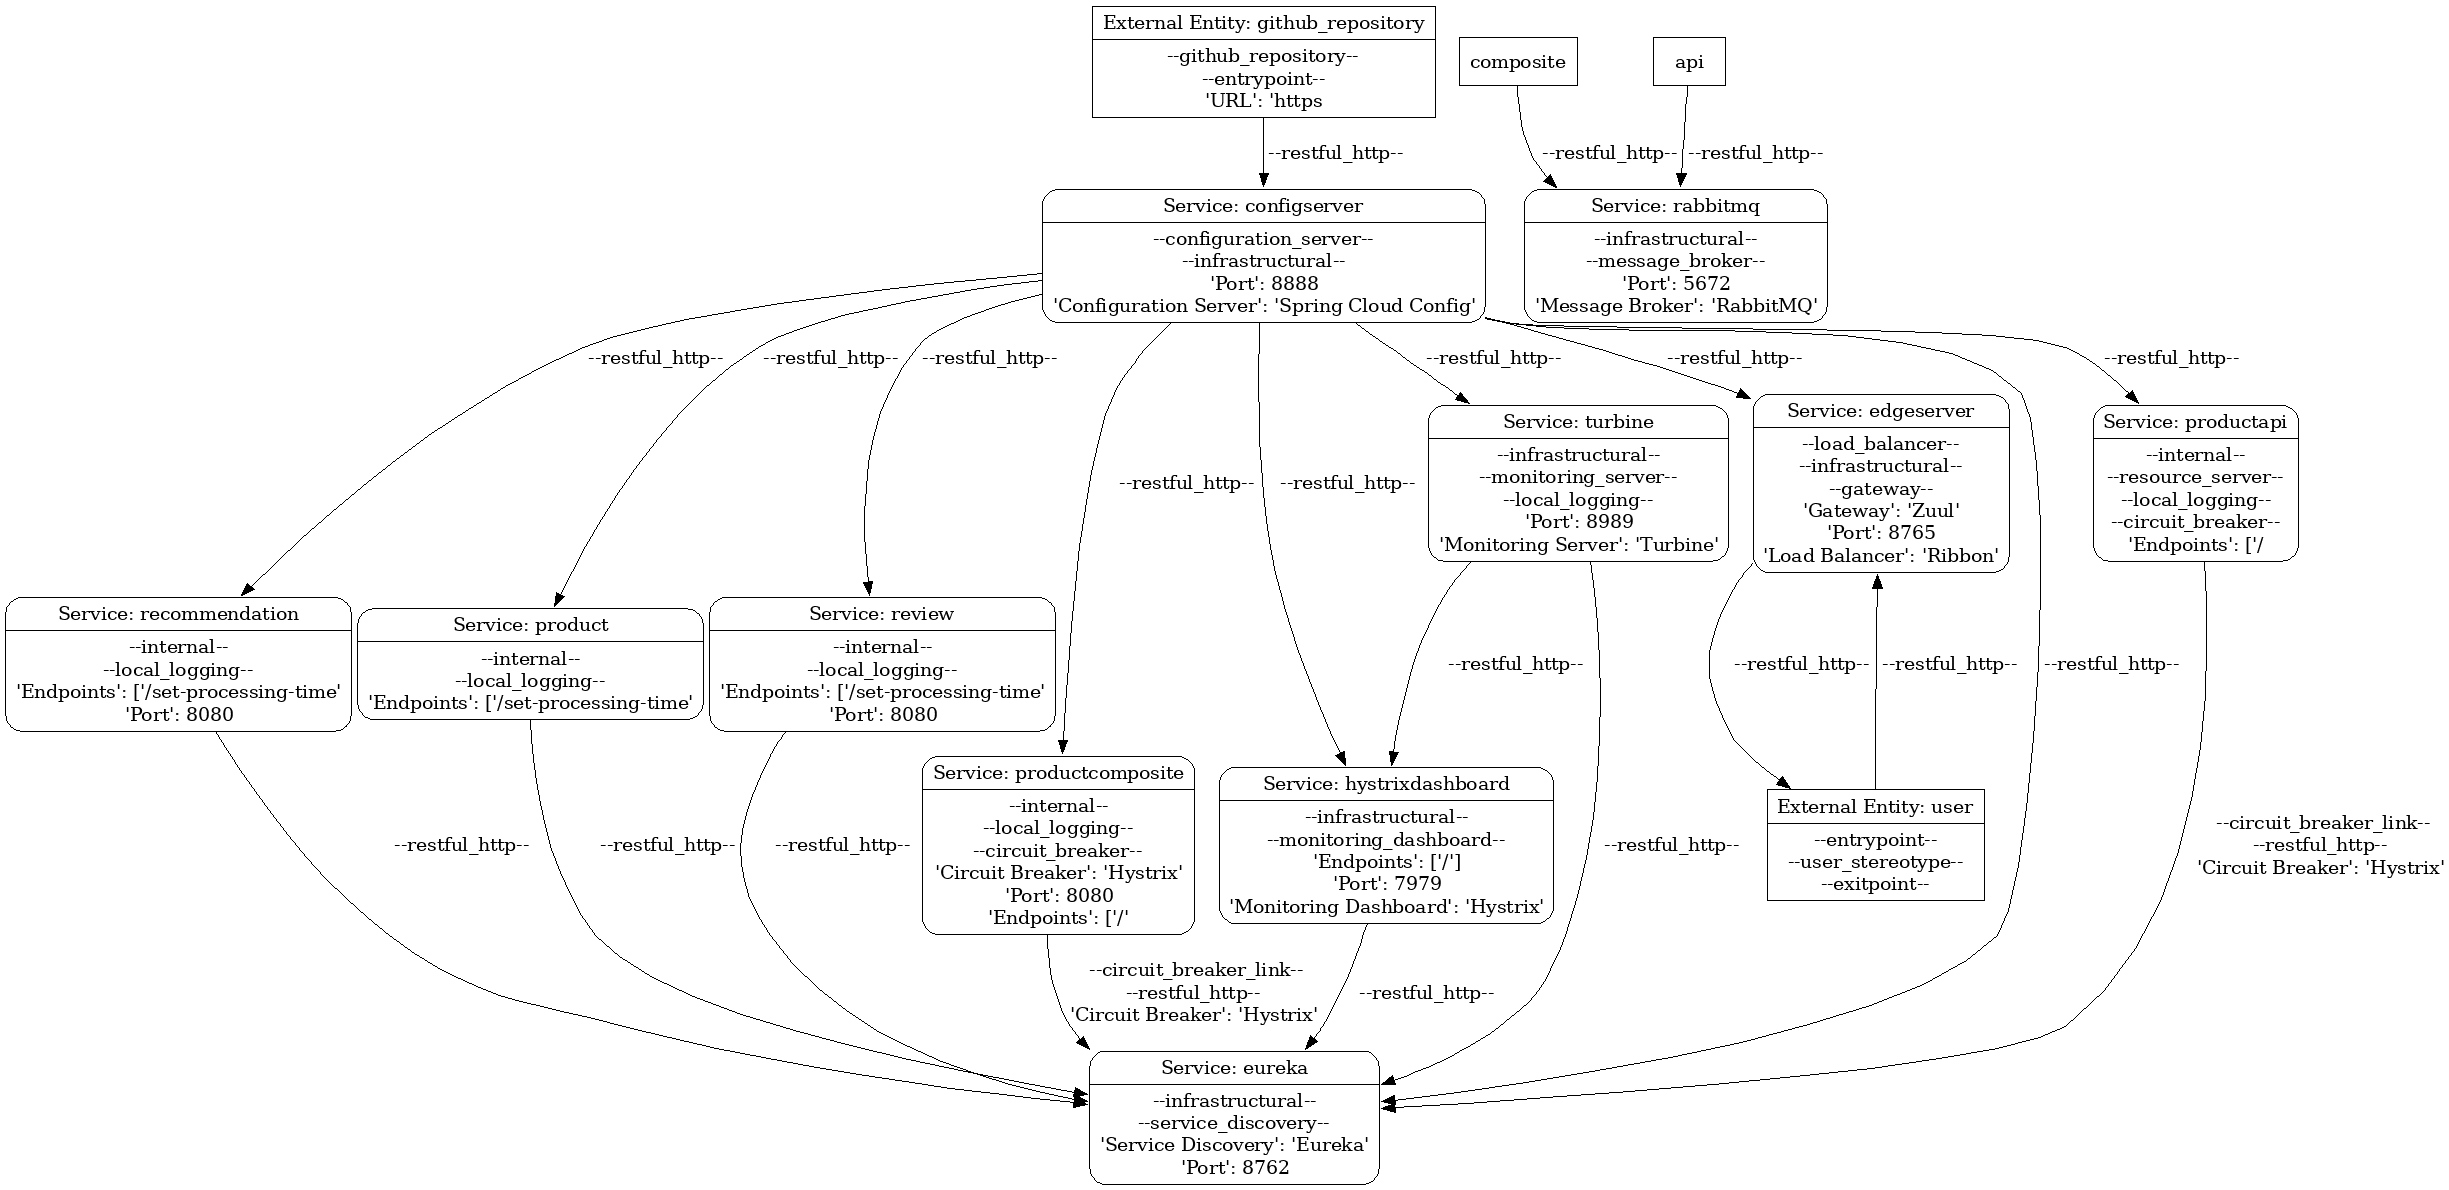 External Entity: github_repository
--github_repository--
--entrypoint--
'URL': 'https
composite
api
--restful_http--
--restful_http--
--restful_http--
Service: configserver
--configuration_server--
--infrastructural--
'Port': 8888
'Configuration Server': 'Spring Cloud Config'
Service: rabbitmq
--infrastructural--
--message_broker--
'Port': 5672
'Message Broker': 'RabbitMQ'
--restful_http--
--restful_http--
--restful_http--
--restful_http--
--restful_http--
--restful_http--
--restful_http--
--restful_http--
Service: turbine
--infrastructural--
--monitoring_server--
--local_logging--
'Port': 8989
'Monitoring Server': 'Turbine'
Service: edgeserver
--load_balancer--
--infrastructural--
--gateway--
'Gateway': 'Zuul'
'Port': 8765
'Load Balancer': 'Ribbon'
Service: productapi
--internal--
--resource_server--
--local_logging--
--circuit_breaker--
'Endpoints': ['/
Service: recommendation
--internal--
--local_logging--
'Endpoints': ['/set-processing-time'
'Port': 8080
Service: product
--internal--
--local_logging--
'Endpoints': ['/set-processing-time'
Service: review
--internal--
--local_logging--
'Endpoints': ['/set-processing-time'
'Port': 8080
--restful_http--
--restful_http--
--restful_http--
--restful_http--
Service: productcomposite
--internal--
--local_logging--
--circuit_breaker--
'Circuit Breaker': 'Hystrix'
'Port': 8080
'Endpoints': ['/'
Service: hystrixdashboard
--infrastructural--
--monitoring_dashboard--
'Endpoints': ['/']
'Port': 7979
'Monitoring Dashboard': 'Hystrix'
External Entity: user
--entrypoint--
--user_stereotype--
--exitpoint--
--restful_http--
--restful_http--
--restful_http--
--restful_http--
--circuit_breaker_link--
--restful_http--
'Circuit Breaker': 'Hystrix'
--circuit_breaker_link--
--restful_http--
'Circuit Breaker': 'Hystrix'
--restful_http--
Service: eureka
--infrastructural--
--service_discovery--
'Service Discovery': 'Eureka'
'Port': 8762